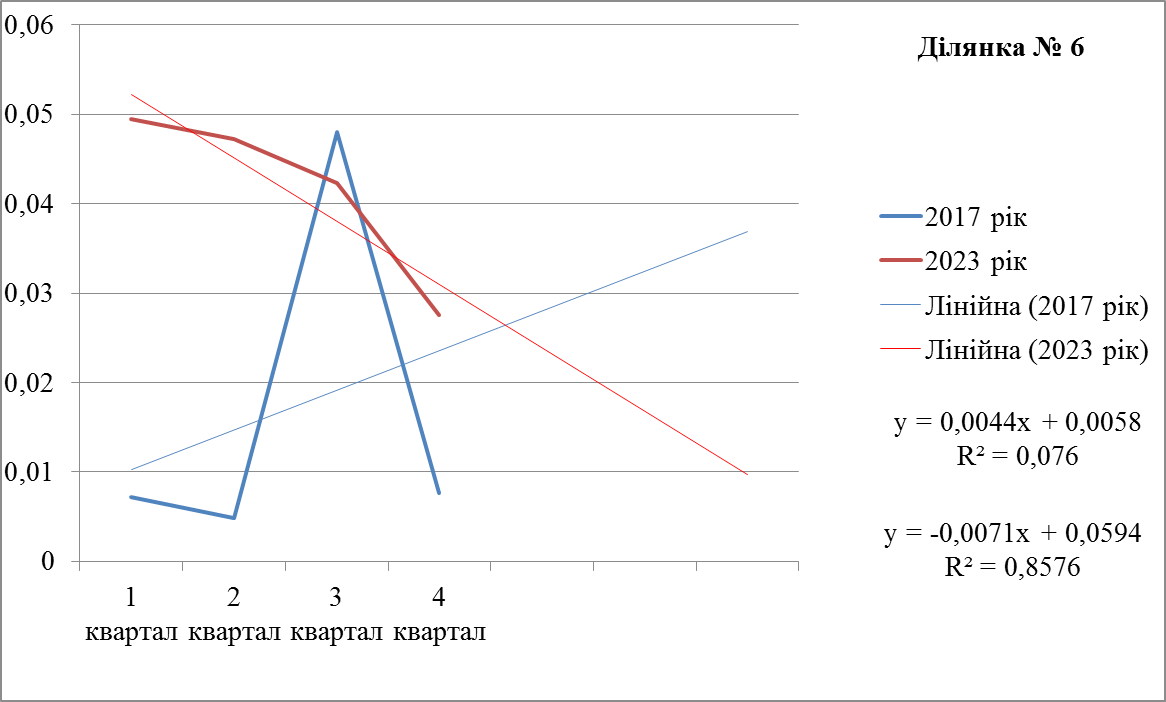 0,06
0,05
0,04
0,03
0,02
0,01
0
1 квартал
2 квартал
3 квартал
4 квартал
Ділянка № 6
2017 рік
2023 рік
Лінійна (2017 рік)
Лінійна (2023 рік)
y = 0,0044x + 0,0058
R² = 0,076
y = -0,0071x + 0,0594
R² = 0,8576